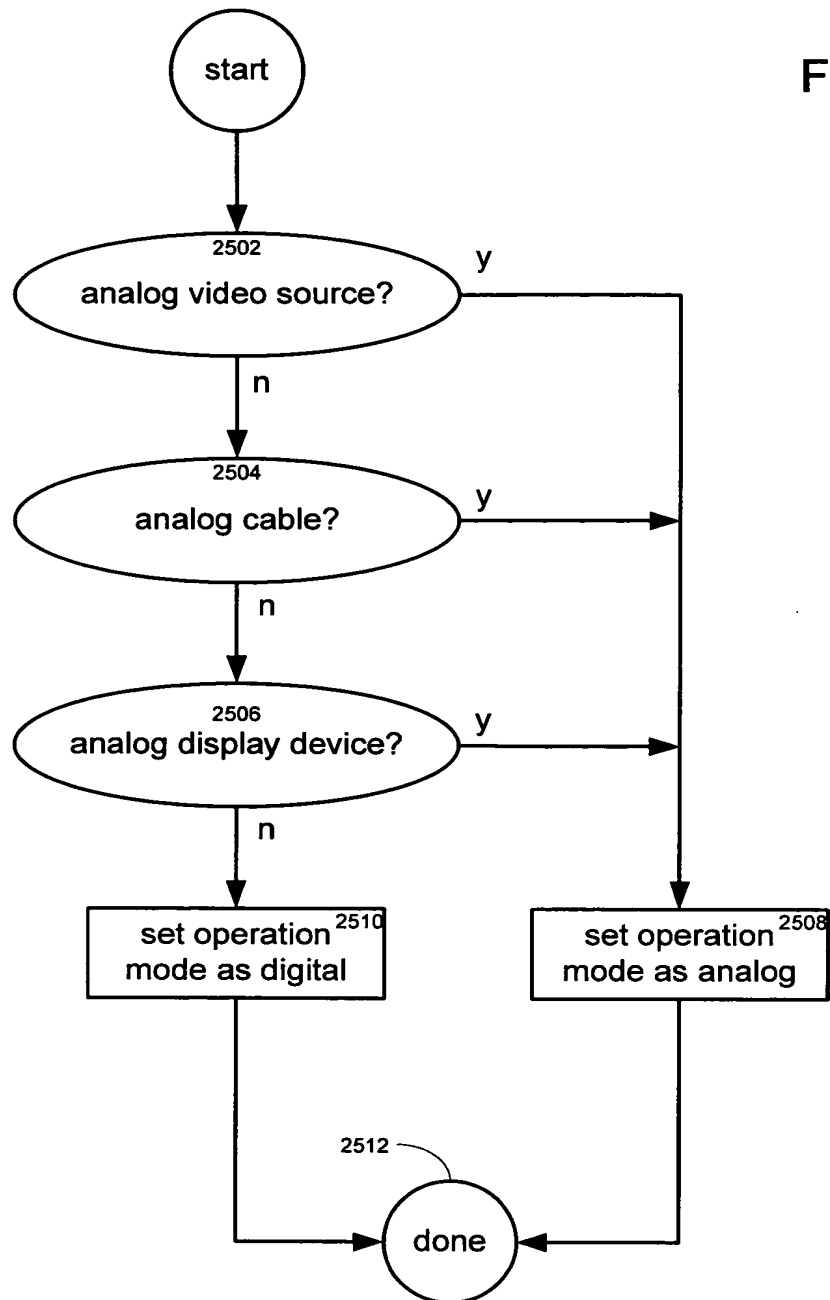 start
F
2502
analog video source?
y
n
2504
analog cable?
y
n
2506
analog display device?
y
n
set operation 2510
mode as digital
set operation 2508
mode as analog
2512
done